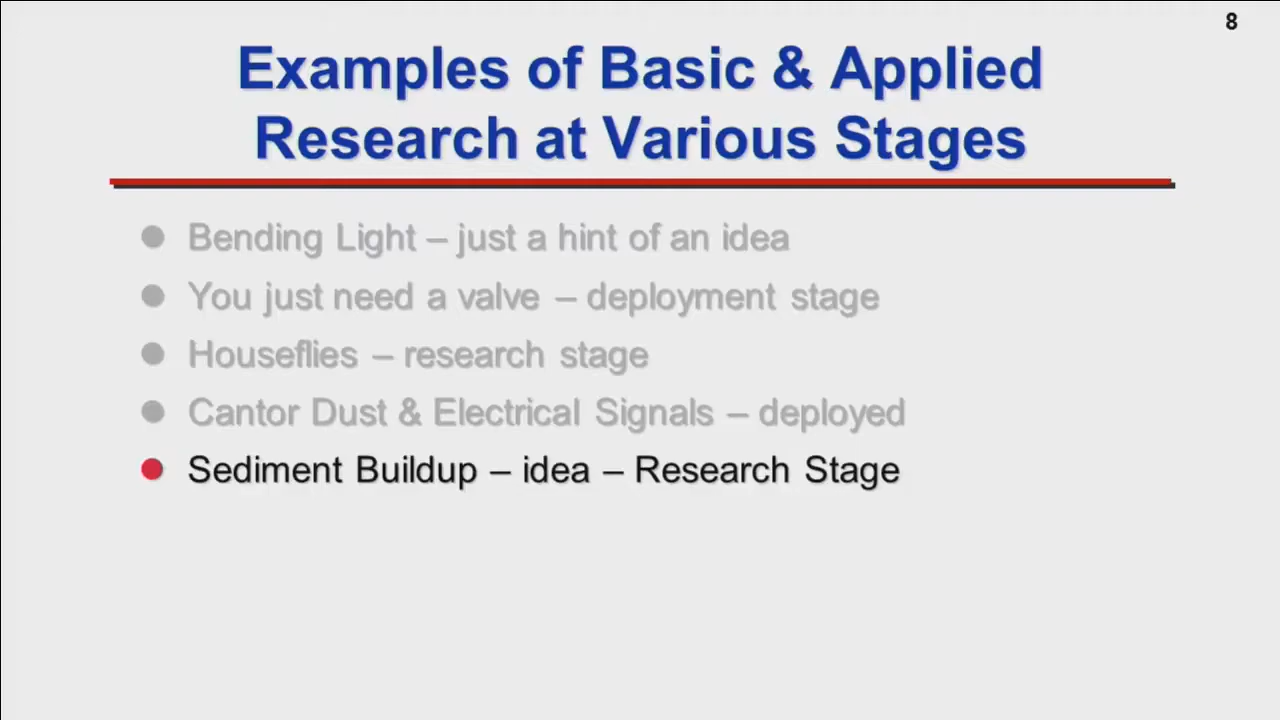 8
Examples of Basic & Applied
Research at Various Stages
Bending Light – just a hint of an idea
You just need a valve – deployment stage
Houseflies – research stage
Cantor Dust & Electrical Signals – deployed
Sediment Buildup – idea – Research Stage